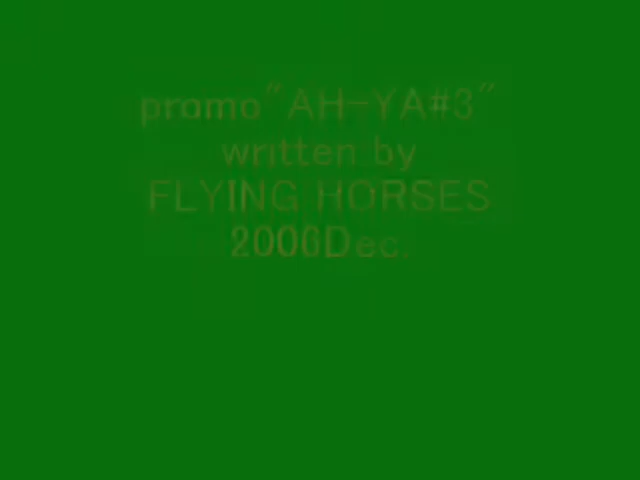 promo"AH-YA#3"
written by
FLYING HORSES
2006Dec.